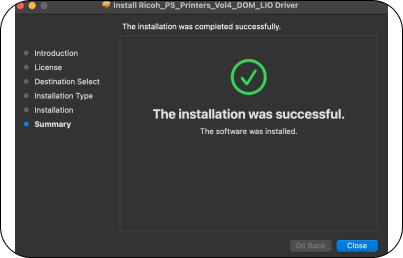 Install Ricoh_PS_Printers_Vol4_DOM_LIO Driver
The installation was completed successfully.
Introduction
License
Destination Select
Installation Type
Installation
Summary
The installation was successful.
The software was installed.
Go Back
Close